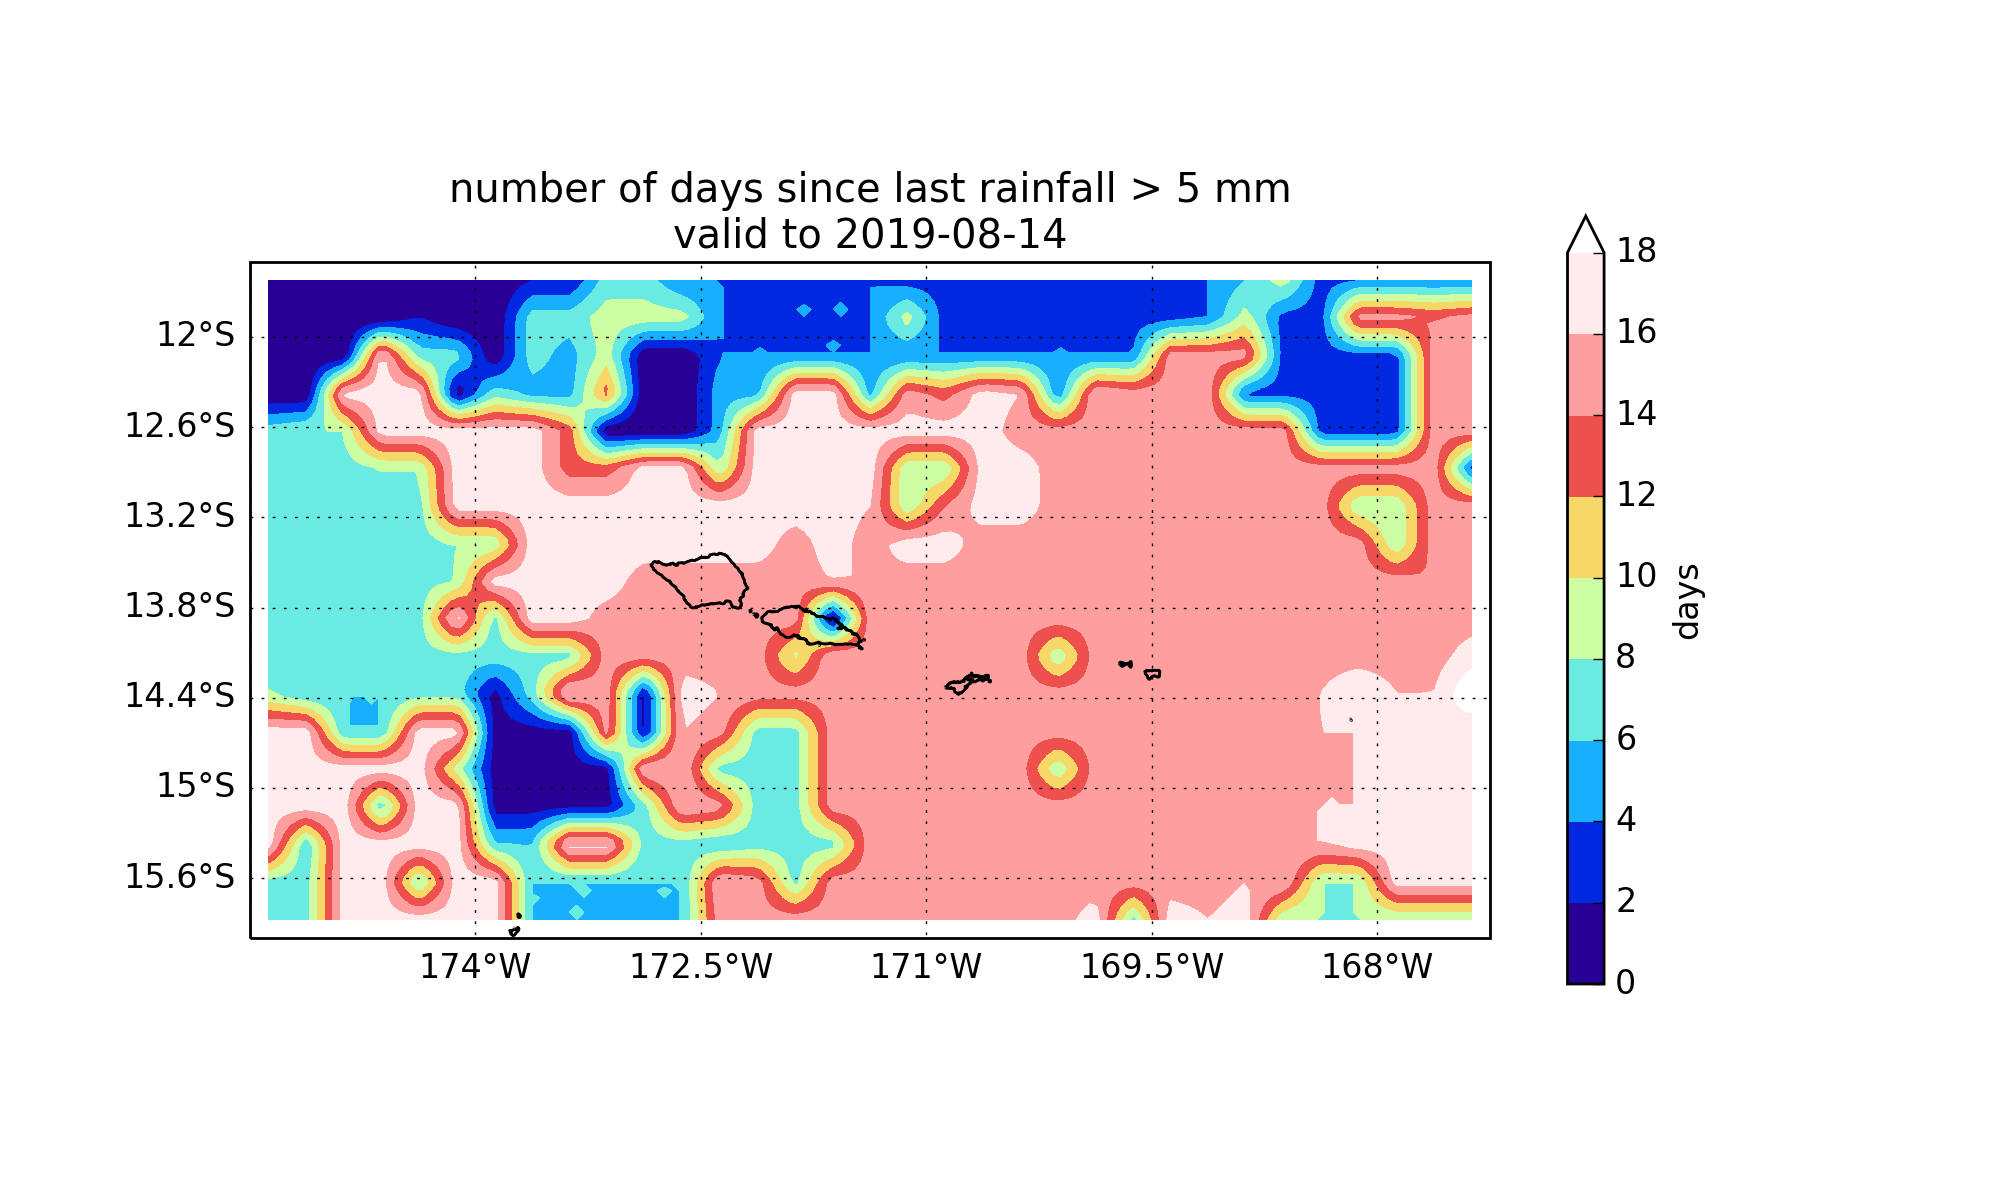 number of days since last rainfall > 5 mm
valid to 2019-08-14
12°S
12.6°S
13.2°S
13.8°S
14.4°S
15°S
15.6°S
174°W
172.5°W
171°W
169.5°W
168°W
18
16
14
12
10
8
6
4
2
0
days